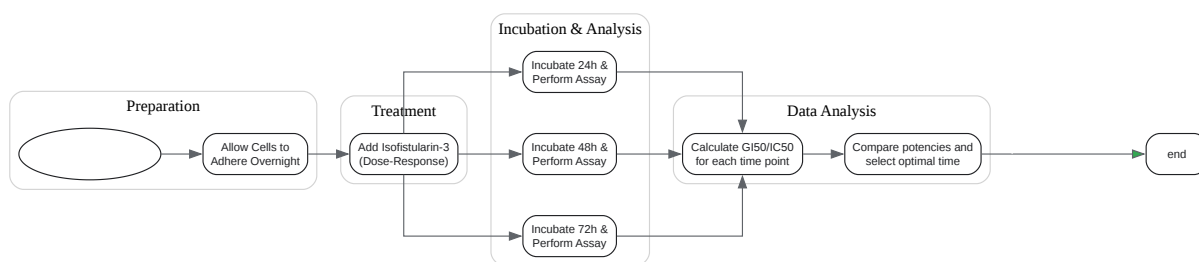 Incubation & Analysis
Incubate 24h &
Perform Assay
Preparation
Allow Cells to
Adhere Overnight
Treatment
Add Isofistularin-3
(Dose-Response)
Incubate 48h &
Perform Assay
Incubate 72h &
Perform Assay
Data Analysis
Calculate GI50/IC50
for each time point
Compare potencies and
select optimal time
end